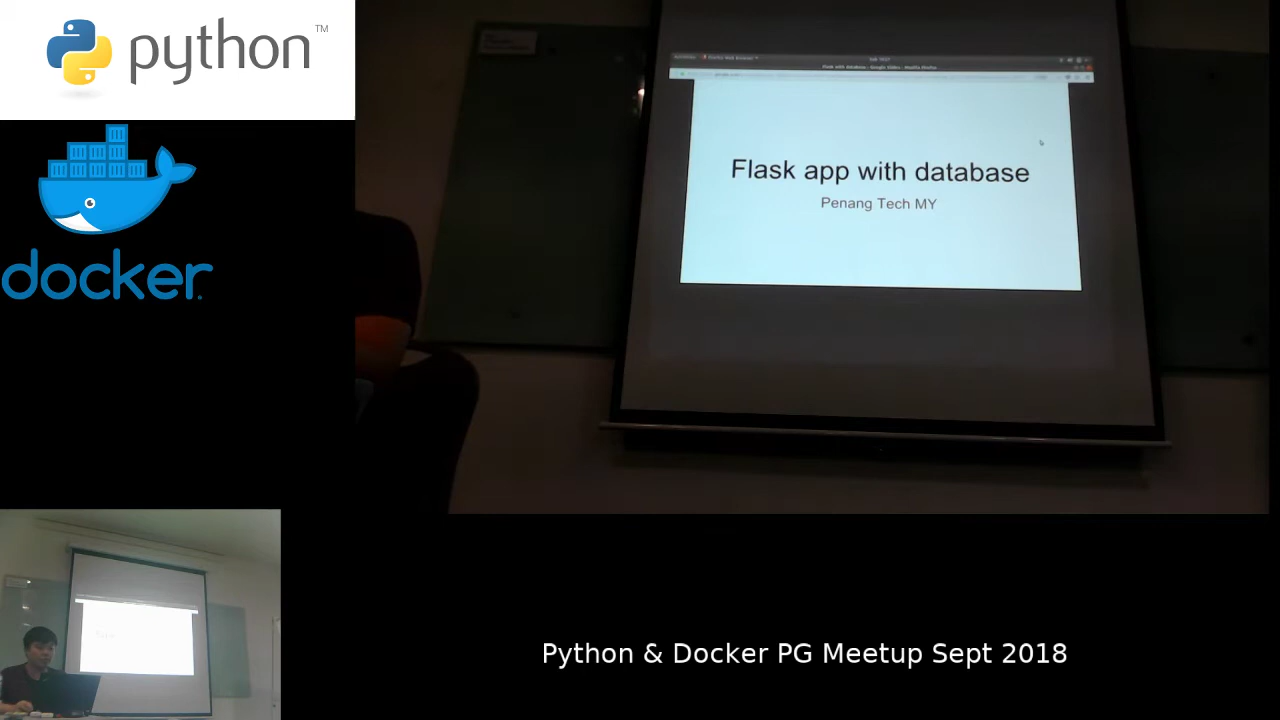 python™
docker
Flask app with database
Penang Tech MY
Python & Docker PG Meetup Sept 2018